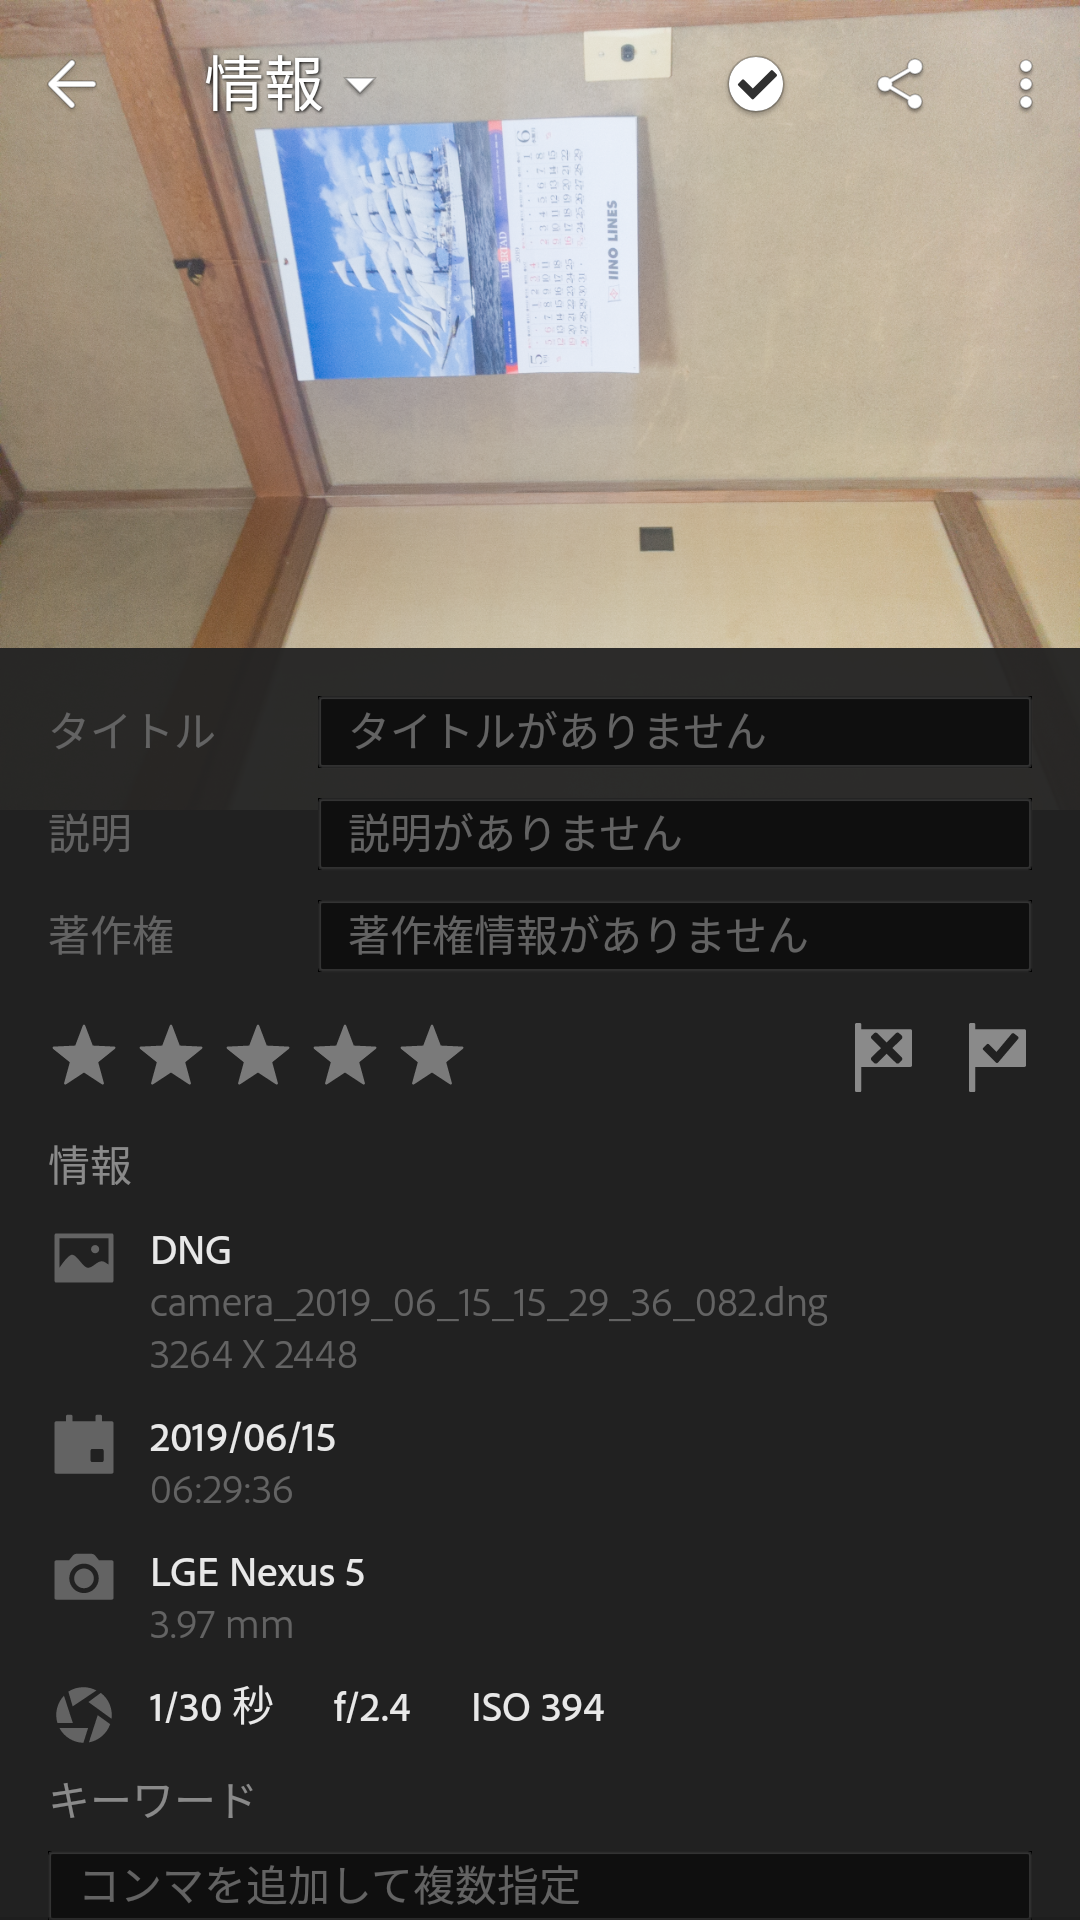 情報
LIBERTAD
5
6
IINO LINES
タイトル
タイトルがありません
説明
説明がありません
著作権
著作権情報がありません
情報
DNG
camera_2019_06_15_15_29_36_082.dng
3264 X 2448
2019/06/15
06:29:36
LGE Nexus 5
3.97 mm
1/30 秒 f/2.4 ISO 394
キーワード
コンマを追加して複数指定